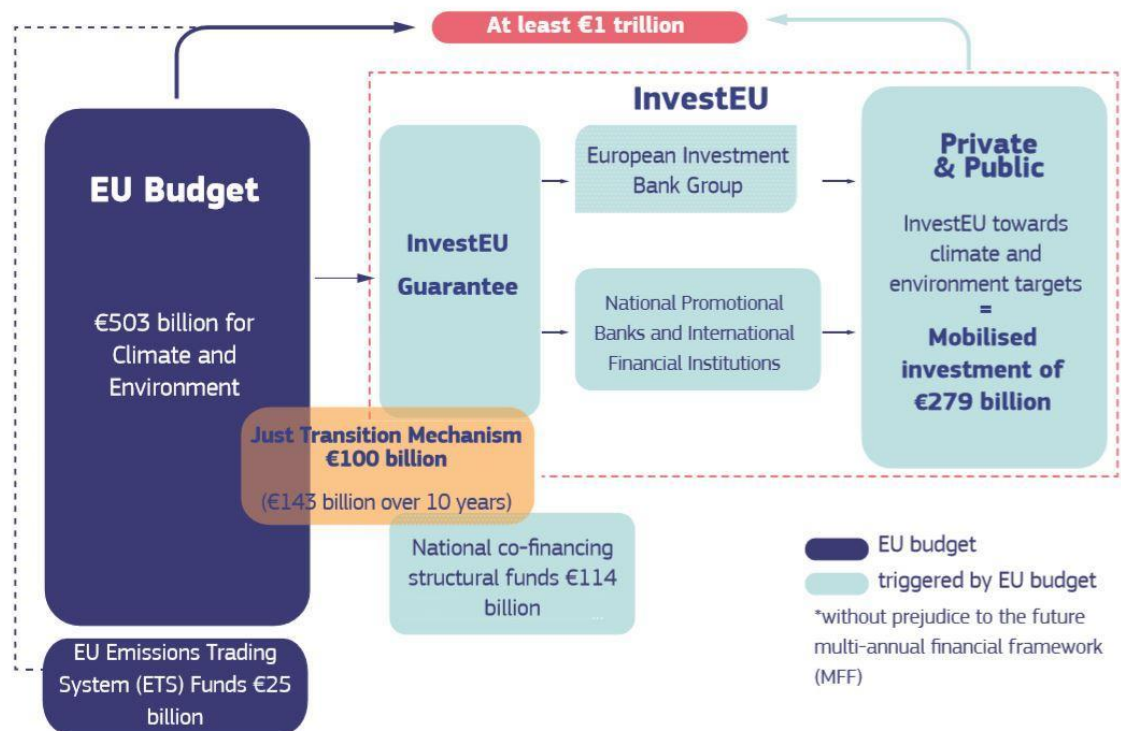 At least €1 trillion
EU Budget
€503 billion for
Climate and
Environment
InvestEU
InvestEU
Guarantee
European Investment
Bank Group
National Promotional
Banks and International
Financial Institutions
Private
& Public
InvestEU towards
climate and
environment targets
=
Mobilised
investment of
€279 billion
Just Transition Mechanism
€100 billion
(€143 billion over 10 years)
National co-financing
structural funds €114
billion
EU Emissions Trading
System (ETS) Funds €25
billion
EU budget
triggered by EU budget
*without prejudice to the future
multi-annual financial framework
(MFF)